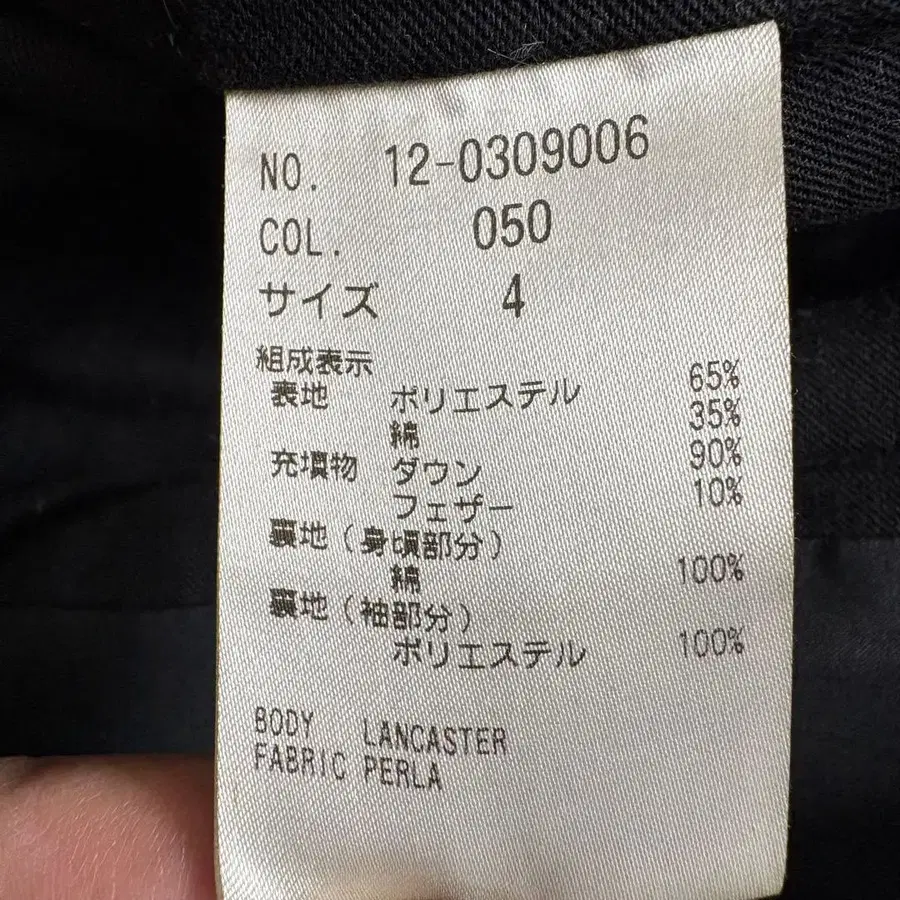 NO. 12-0309006
COL. 050
サイズ 4
組成表示
表地 ポリエステル 65%
綿 35%
充填物 ダウン 90%
フェザー 10%
裏地(身頃部分)
綿 100%
裏地(袖部分)
ポリエステル 100%
BODY LANCASTER
FABRIC PERLA